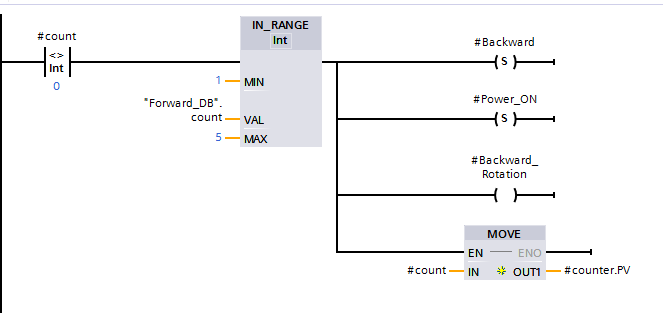 #count
<>
Int
0
IN_RANGE
Int
1
MIN
"Forward_DB".
count
VAL
5
MAX
#Backward
S
#Power_ON
S
#Backward_
Rotation
MOVE
EN
ENO
#count
IN
OUT1
#counter.PV